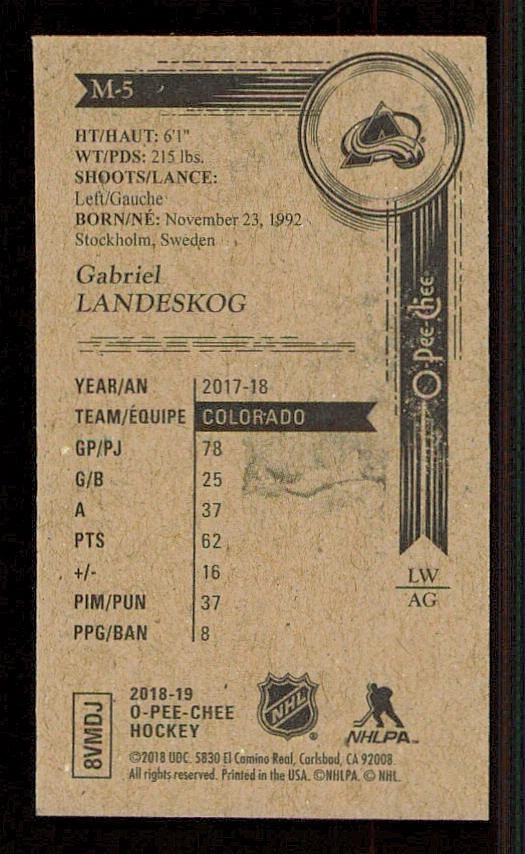 M-5
HT/HAUT: 6'1"
WT/PDS: 215 lbs.
SHOOTS/LANCE:
Left/Gauche
BORN/NÉ: November 23, 1992
Stockholm, Sweden
Gabriel
LANDESKOG
O-Pee-Chee
YEAR/AN 2017-18
TEAM/ÉQUIPE COLORADO
GP/PJ 78
G/B 25
A 37
PTS 62
+/- 16
PIM/PUN 37
PPG/BAN 8
LW
AG
8VMDJ
2018-19
O-PEE-CHEE
HOCKEY
NHL
®
NHLPA™
©2018 UDC. 5830 El Camino Real, Carlsbad, CA 92008.
All rights reserved. Printed in the USA. ©NHLPA. © NHL.